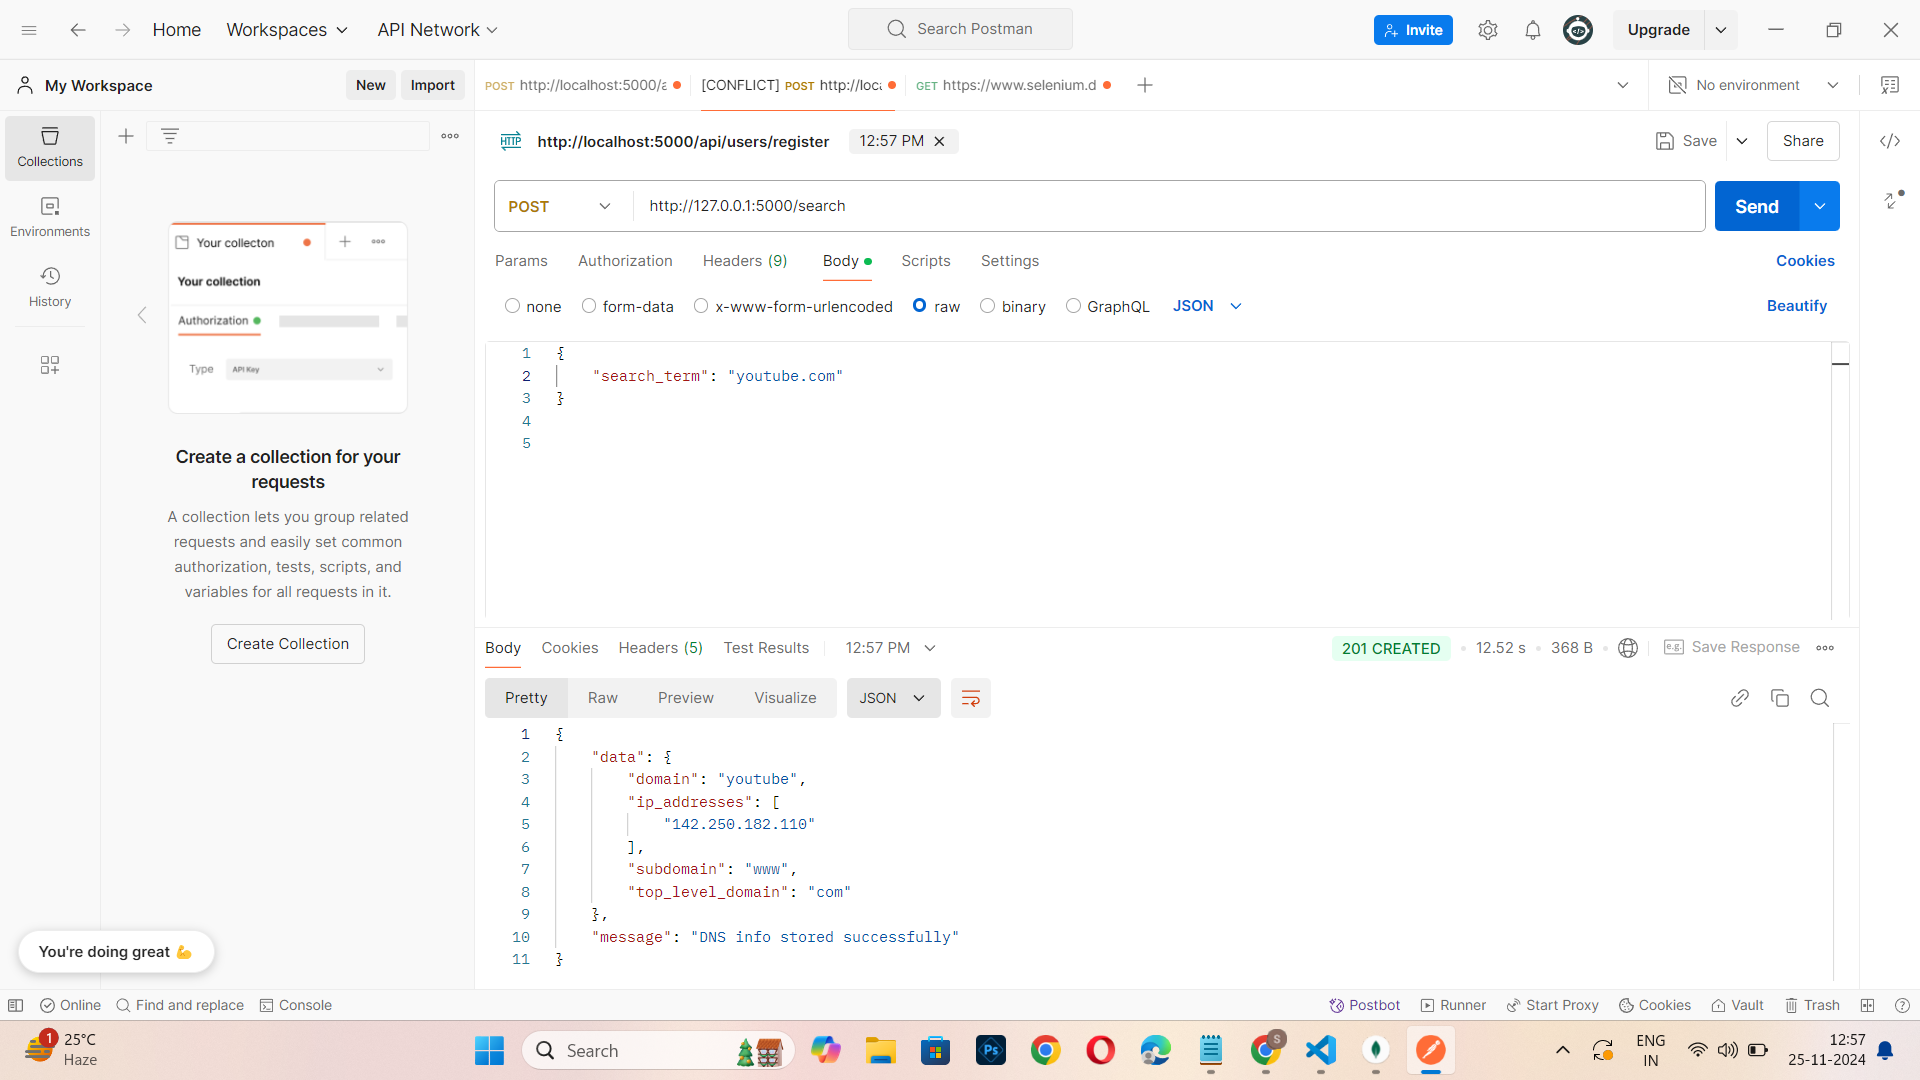 Home
Workspaces
API Network
Search Postman
Invite
Upgrade
My Workspace
New
Import
POST http://localhost:5000/a
[CONFLICT] POST http://loca
GET https://www.selenium.d
No environment
Collections
Environments
History
Your collecton
Your collection
Authorization
Type
API Key
Create a collection for your
requests
A collection lets you group related
requests and easily set common
authorization, tests, scripts, and
variables for all requests in it.
Create Collection
You're doing great 💪
HTTP
http://localhost:5000/api/users/register
12:57 PM
Save
Share
POST
http://127.0.0.1:5000/search
Send
Params
Authorization
Headers (9)
Body
Scripts
Settings
Cookies
none
form-data
x-www-form-urlencoded
raw
binary
GraphQL
JSON
Beautify
1 {
2 "search_term": "youtube.com"
3 }
4
5
Body
Cookies
Headers (5)
Test Results
12:57 PM
201 CREATED
12.52 s
368 B
e.g.
Save Response
Pretty
Raw
Preview
Visualize
JSON
1 {
2 "data": {
3 "domain": "youtube",
4 "ip_addresses": [
5 "142.250.182.110"
6 ],
7 "subdomain": "www",
8 "top_level_domain": "com"
9 },
10 "message": "DNS info stored successfully"
11 }
Online
Find and replace
Console
Postbot
Runner
Start Proxy
Cookies
Vault
Trash
1
25°C
Haze
Search
Ps
S
ENG
IN
12:57
25-11-2024